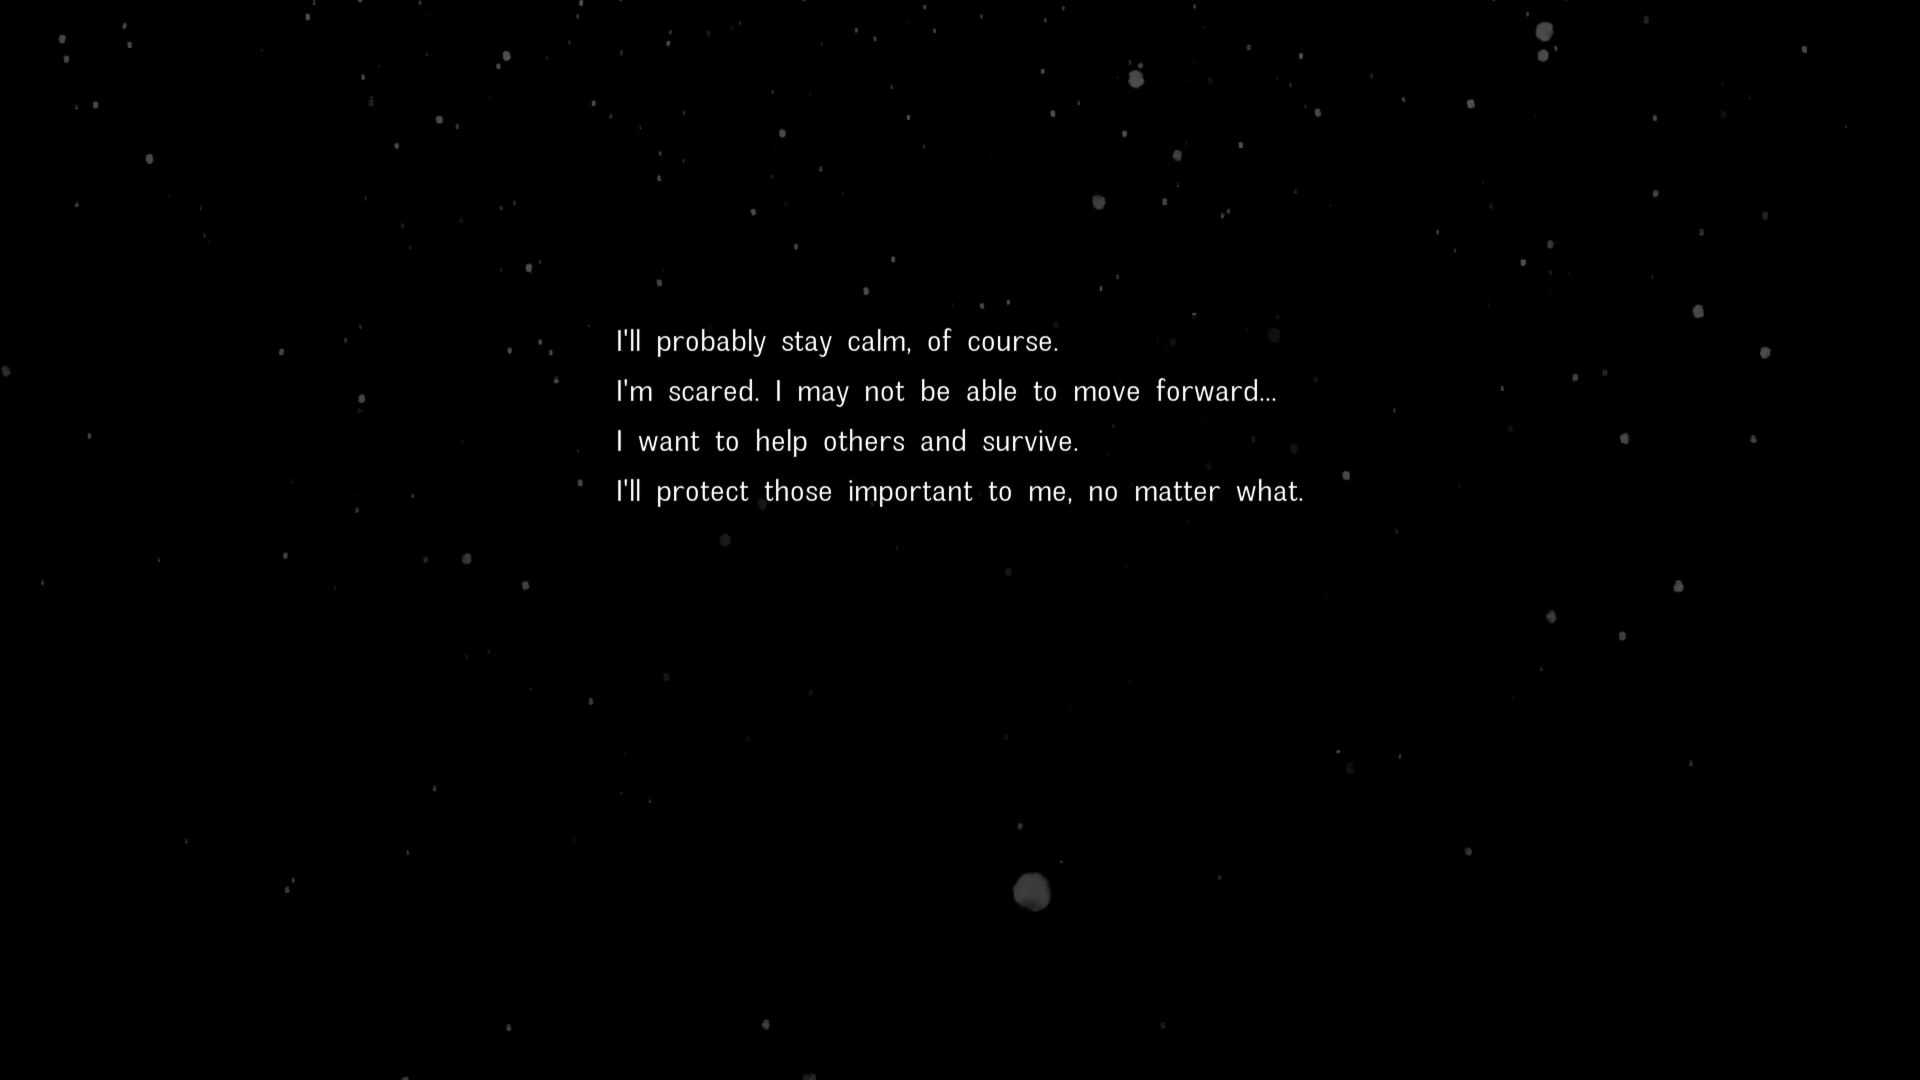 I'll probably stay calm, of course.
I'm scared. I may not be able to move forward...
I want to help others and survive.
I'll protect those important to me, no matter what.